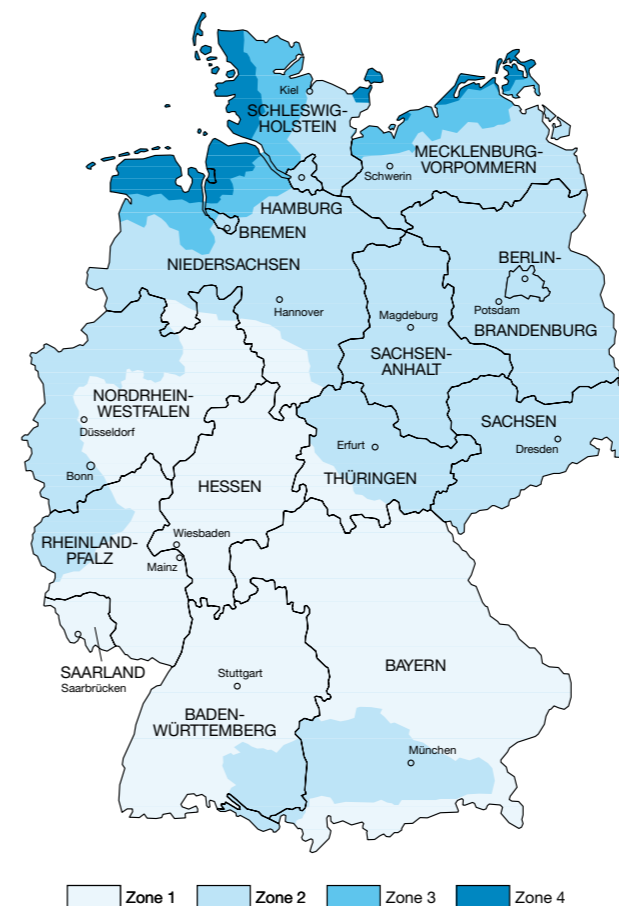 Kiel
SCHLESWIG-
HOLSTEIN
MECKLENBURG-
VORPOMMERN
Schwerin
HAMBURG
BREMEN
NIEDERSACHSEN
BERLIN-
Hannover
Magdeburg
Potsdam
BRANDENBURG
SACHSEN-
ANHALT
NORDRHEIN-
WESTFALEN
Düsseldorf
SACHSEN
Dresden
Erfurt
THÜRINGEN
Bonn
HESSEN
RHEINLAND-
PFALZ
Wiesbaden
Mainz
SAARLAND
Saarbrücken
BAYERN
Stuttgart
BADEN-
WÜRTTEMBERG
München
Zone 1 Zone 2 Zone 3 Zone 4